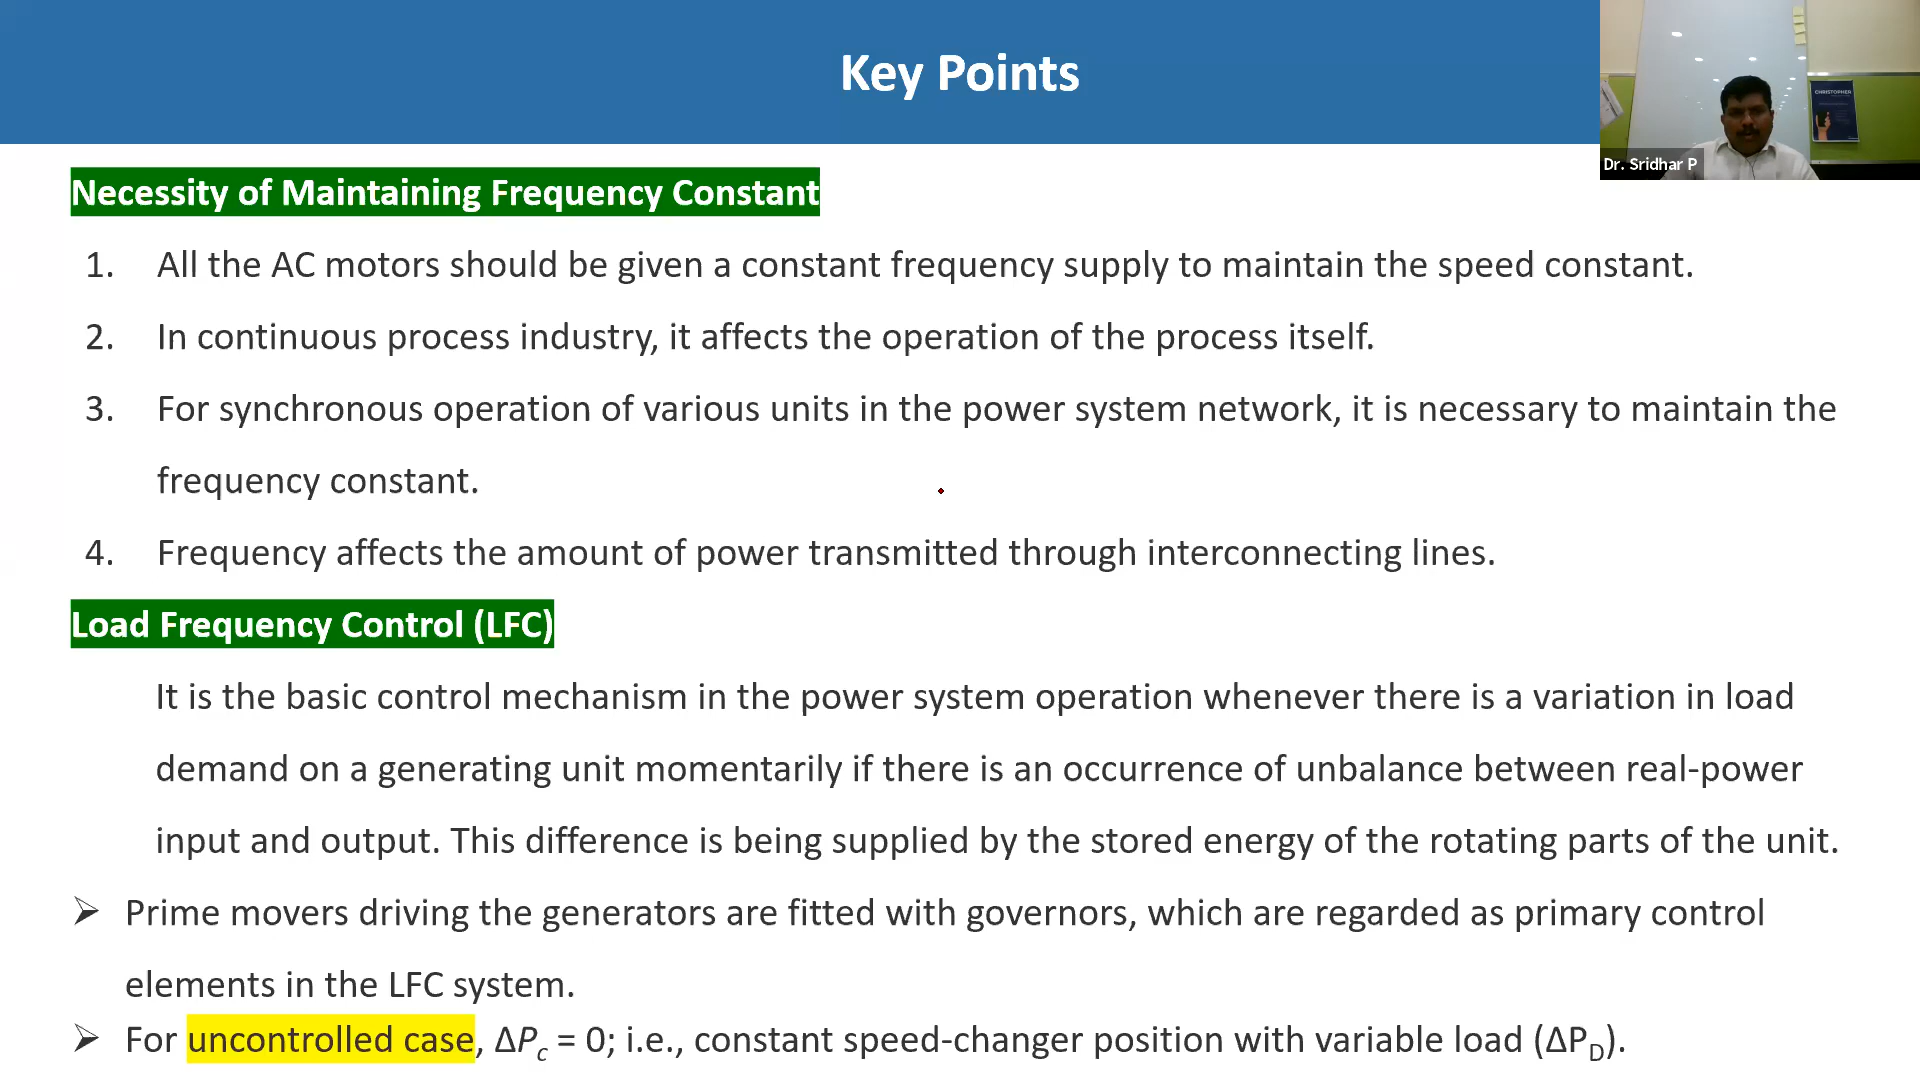 Key Points
CHRISTOPHER
Dr. Sridhar P
Necessity of Maintaining Frequency Constant
1. All the AC motors should be given a constant frequency supply to maintain the speed constant.
2. In continuous process industry, it affects the operation of the process itself.
3. For synchronous operation of various units in the power system network, it is necessary to maintain the
frequency constant.
4. Frequency affects the amount of power transmitted through interconnecting lines.
Load Frequency Control (LFC)
It is the basic control mechanism in the power system operation whenever there is a variation in load
demand on a generating unit momentarily if there is an occurrence of unbalance between real-power
input and output. This difference is being supplied by the stored energy of the rotating parts of the unit.
➢ Prime movers driving the generators are fitted with governors, which are regarded as primary control
elements in the LFC system.
➢ For uncontrolled case, ΔPc = 0; i.e., constant speed-changer position with variable load (ΔPD).